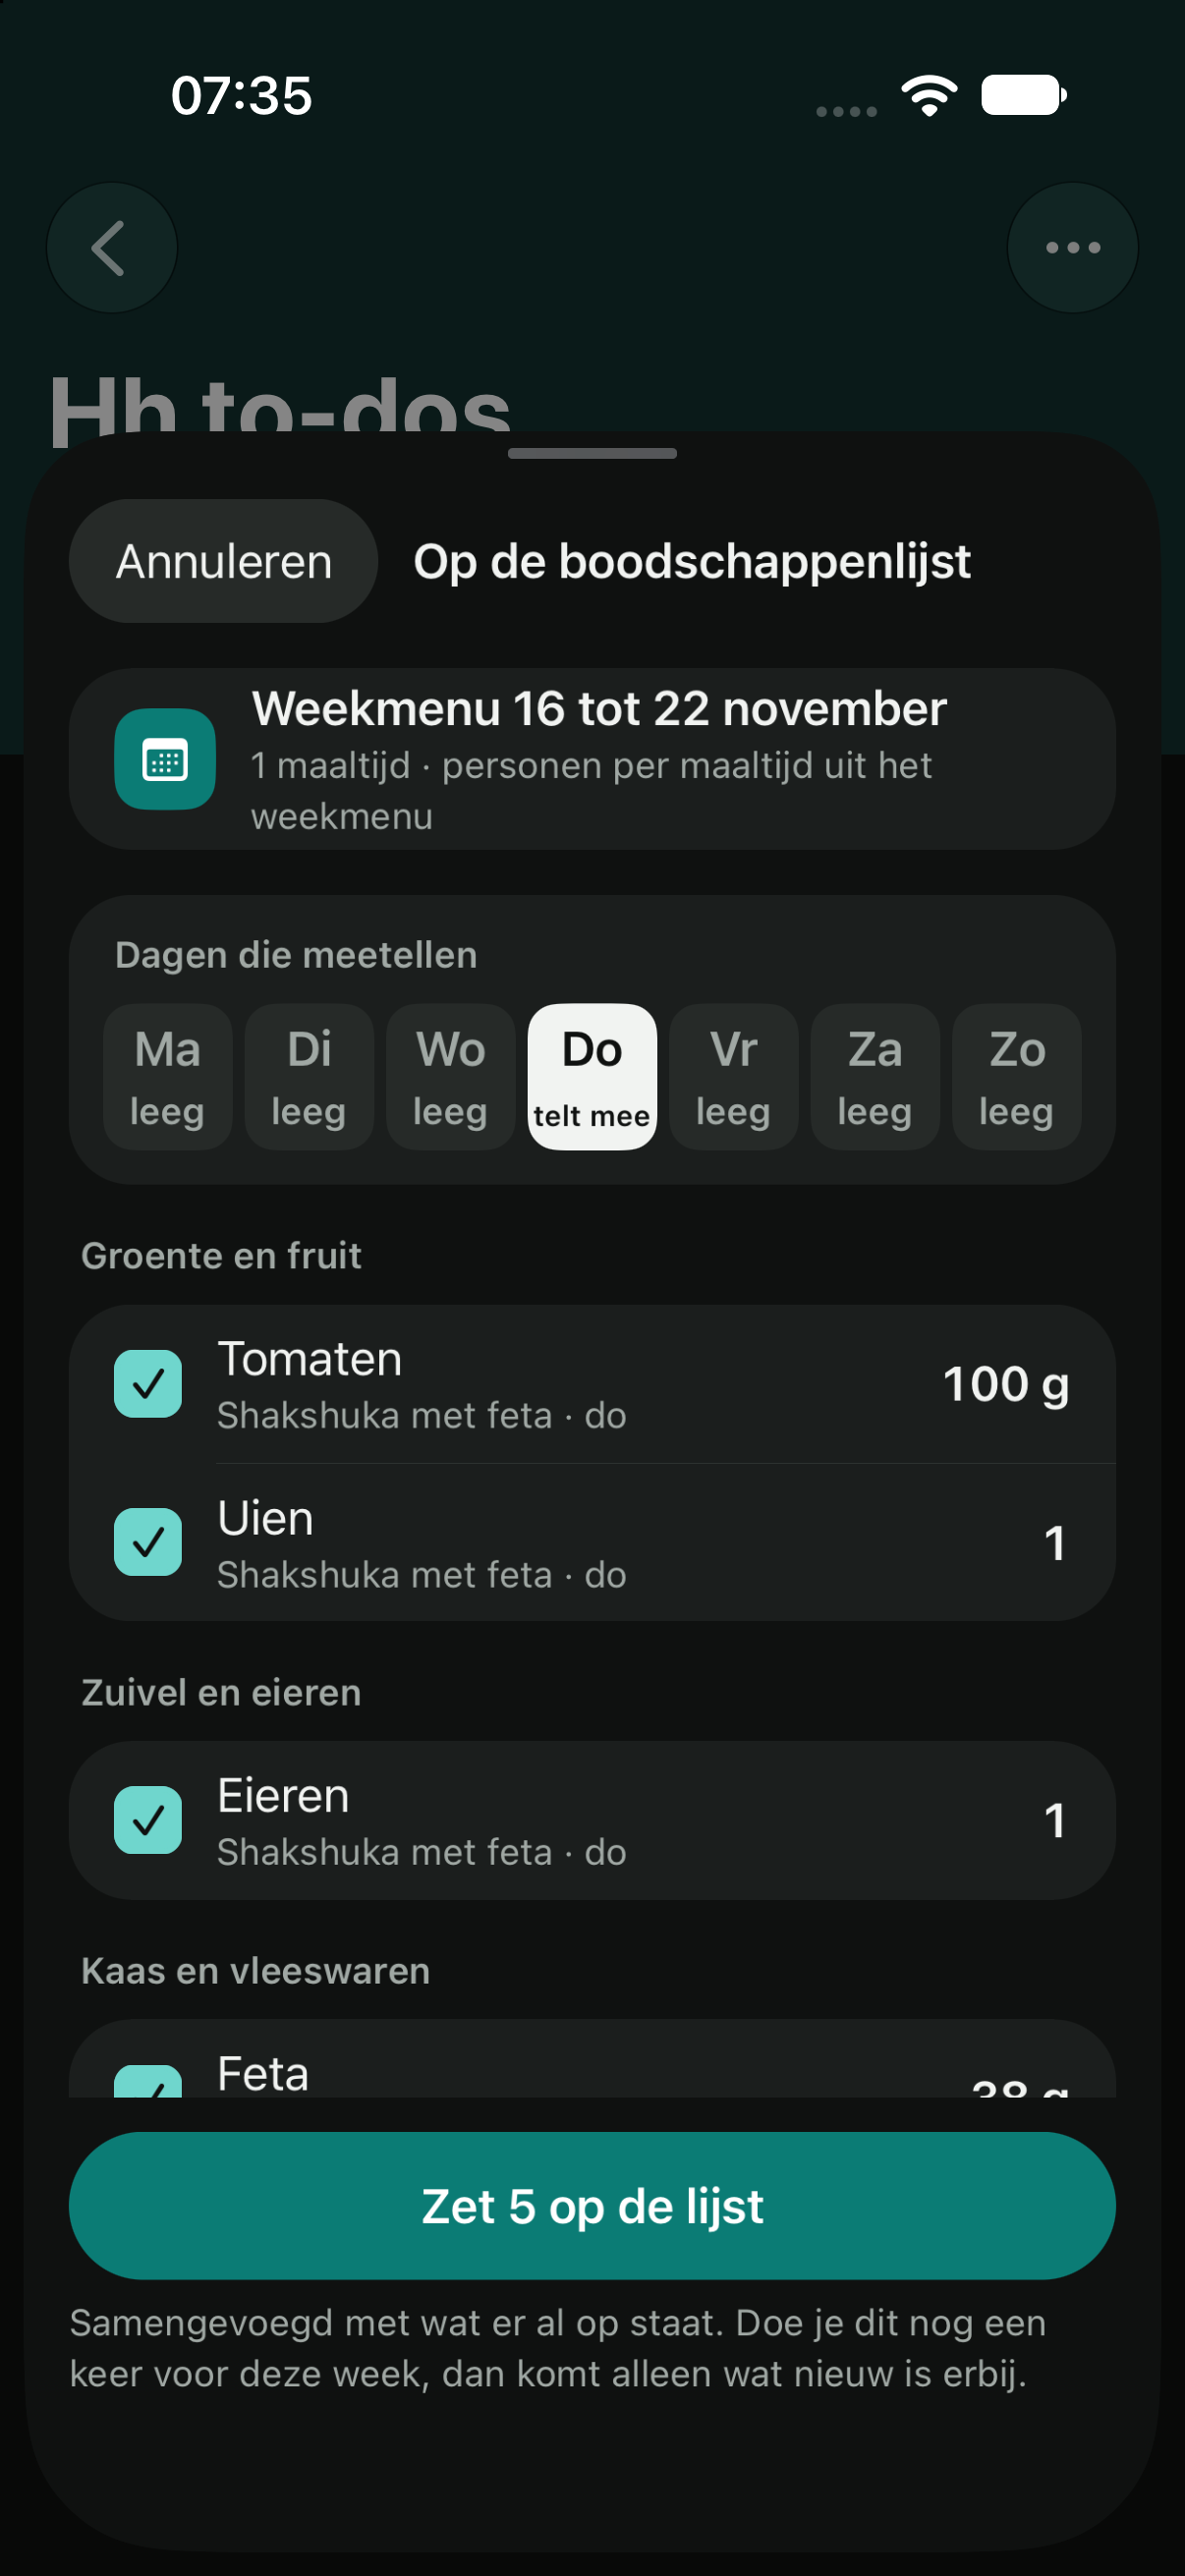 07:35
Hh to-dos
Annuleren
Op de boodschappenlijst
Weekmenu 16 tot 22 november
1 maaltijd · personen per maaltijd uit het
weekmenu
Dagen die meetellen
Ma Di Wo Do Vr Za Zo
leeg leeg leeg telt mee leeg leeg leeg
Groente en fruit
Tomaten
100 g
Shakshuka met feta · do
Uien
1
Shakshuka met feta · do
Zuivel en eieren
Eieren
1
Shakshuka met feta · do
Kaas en vleeswaren
Feta
38 g
Zet 5 op de lijst
Samengevoegd met wat er al op staat. Doe je dit nog een
keer voor deze week, dan komt alleen wat nieuw is erbij.